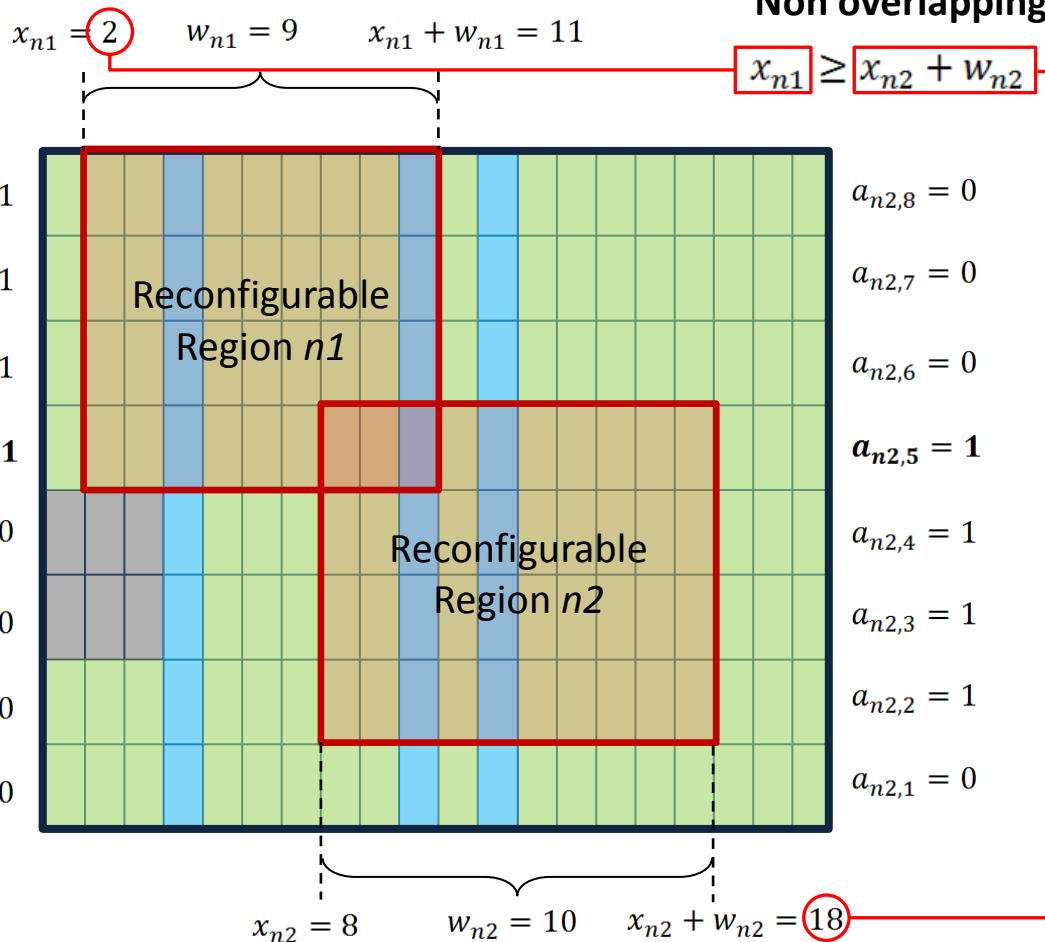 Non overlapping
x_{n1} = 2 w_{n1} = 9 x_{n1} + w_{n1} = 11
x_{n1} ≥ x_{n2} + w_{n2}
1 a_{n2,8} = 0
1 a_{n2,7} = 0
Reconfigurable
Region n1
1 a_{n2,6} = 0
1 a_{n2,5} = 1
0 a_{n2,4} = 1
Reconfigurable
Region n2
0 a_{n2,3} = 1
0 a_{n2,2} = 1
0 a_{n2,1} = 0
x_{n2} = 8 w_{n2} = 10 x_{n2} + w_{n2} = 18